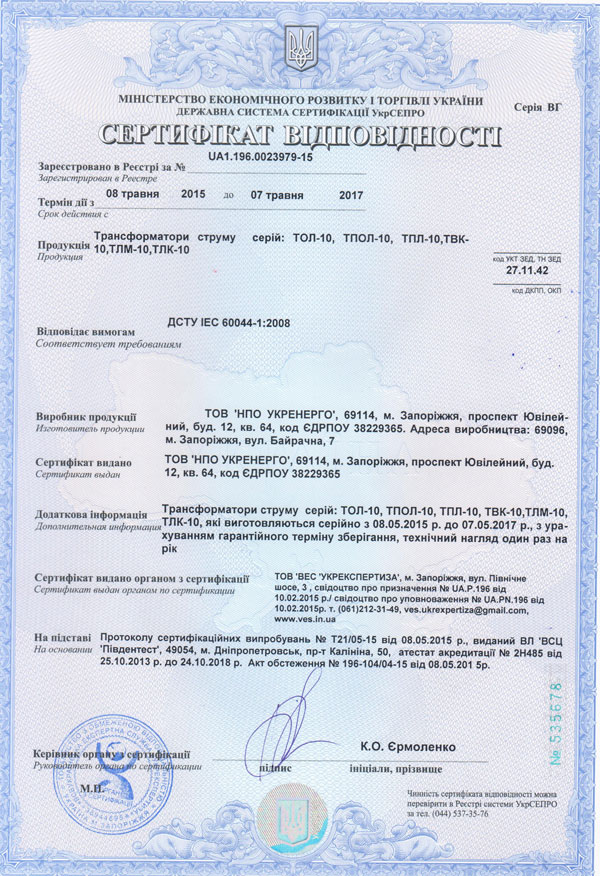 МІНІСТЕРСТВО ЕКОНОМІЧНОГО РОЗВИТКУ І ТОРГІВЛІ УКРАЇНИ
ДЕРЖАВНА СИСТЕМА СЕРТИФІКАЦІЇ УкрСЕПРО
Серія ВГ
СЕРТИФІКАТ ВІДПОВІДНОСТІ
UA1.196.0023979-15
Зареєстровано в Реєстрі за №
Зарегистрирован в Реестре
08 травня 2015 до 07 травня 2017
Термін дії з
Срок действия с
Продукція
Продукция
Трансформатори струму серій: ТОЛ-10, ТПОЛ-10, ТПЛ-10,ТВК-
10,ТЛМ-10,ТЛК-10
код УКТ ЗЕД, ТН ЗЕД
27.11.42
код ДКПП, ОКП
ДСТУ IEC 60044-1:2008
Відповідає вимогам
Соответствует требованиям
Виробник продукції
Изготовитель продукции
ТОВ 'НПО УКРЕНЕРГО', 69114, м. Запоріжжя, проспект Ювілей-
ний, буд. 12, кв. 64, код ЄДРПОУ 38229365. Адреса виробництва: 69096,
м. Запоріжжя, вул. Байрачна, 7
Сертифікат видано
Сертификат выдан
ТОВ 'НПО УКРЕНЕРГО', 69114, м. Запоріжжя, проспект Ювілейний, буд.
12, кв. 64, код ЄДРПОУ 38229365
Додаткова інформація
Дополнительная информация
Трансформатори струму серій: ТОЛ-10, ТПОЛ-10, ТПЛ-10, ТВК-10,ТЛМ-10,
ТЛК-10, які виготовляються серійно з 08.05.2015 р. до 07.05.2017 р., з ура-
хуванням гарантійного терміну зберігання, технічний нагляд один раз на
рік
Сертифікат видано органом з сертифікації
Сертификат выдан органом по сертификации
ТОВ 'ВЕС 'УКРЕКСПЕРТИЗА', м. Запоріжжя, вул. Північне
шосе, 3 , свідоцтво про призначення № UA.P.196 від
10.02.2015 р./ свідоцтво про уповноваження № UA.PN.196 від
10.02.2015р. т. (061)212-31-49, ves.ukrexpertiza@gmail.com,
www.ves.in.ua
На підставі
На основании
Протоколу сертифікаційних випробувань № Т21/05-15 від 08.05.2015 р., виданий ВЛ 'ВСЦ
'Південтест', 49054, м. Дніпропетровськ, пр-т Калініна, 50, атестат акредитації № 2Н485 від
25.10.2013 р. до 24.10.2018 р. Акт обстеження № 196-104/04-15 від 08.05.201 5р.
№ 535678
Керівник органу з сертифікації
Руководитель органа по сертификации
К.О. Єрмоленко
підпис
ініціали, прізвище
М.П.
Чинність сертифіката відповідності можна
перевірити в Реєстрі системи УкрСЕПРО
за тел. (044) 537-35-76